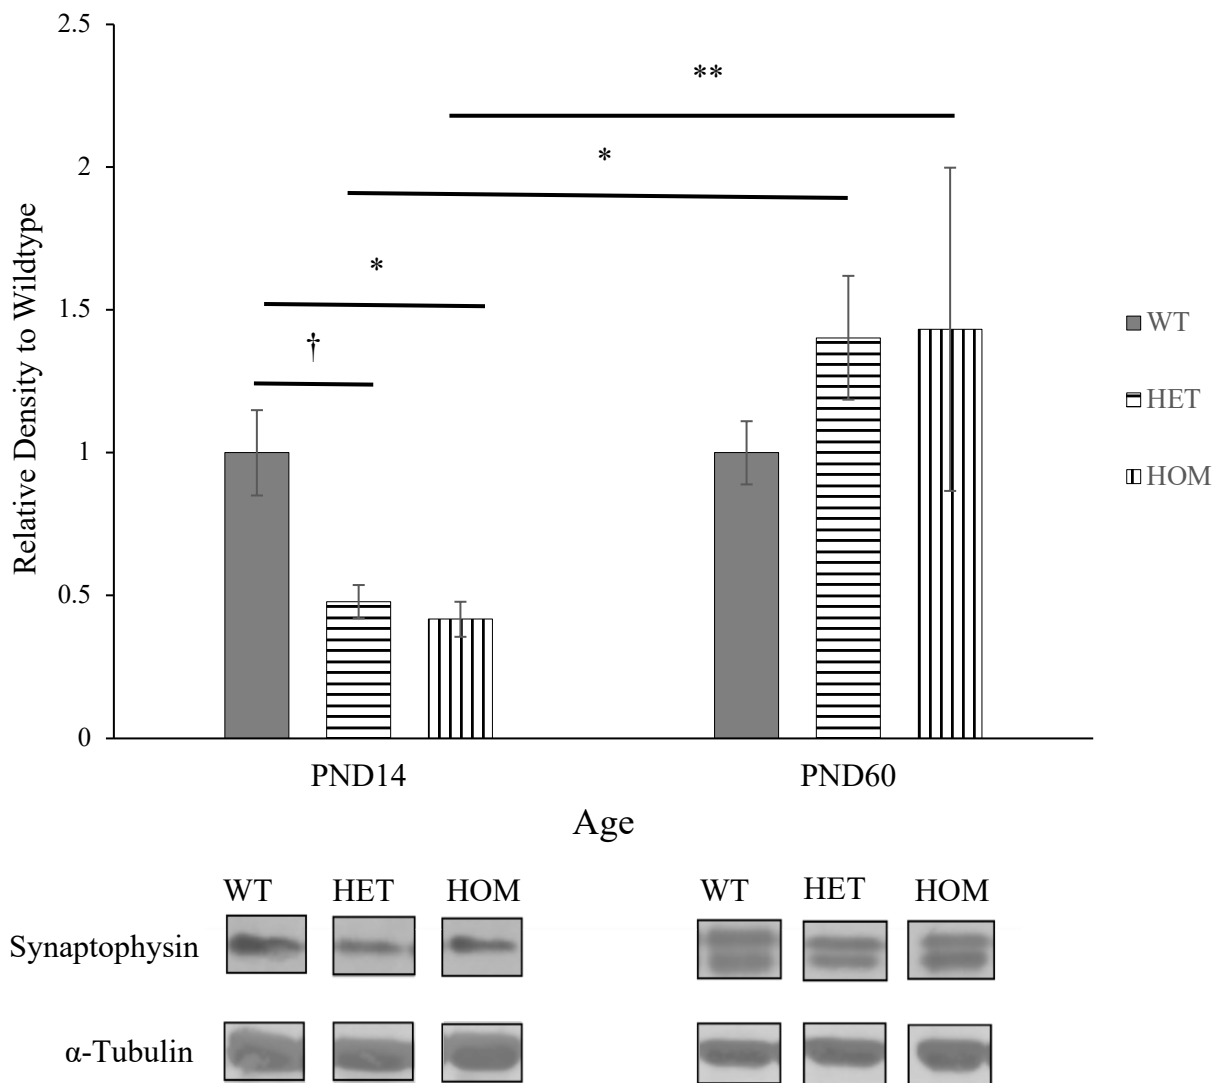 2.5
2
1.5
1
0.5
0
Relative Density to Wildtype
**
*
*
†
WT
HET
HOM
PND14 PND60
Age
WT HET HOM WT HET HOM
Synaptophysin
α-Tubulin